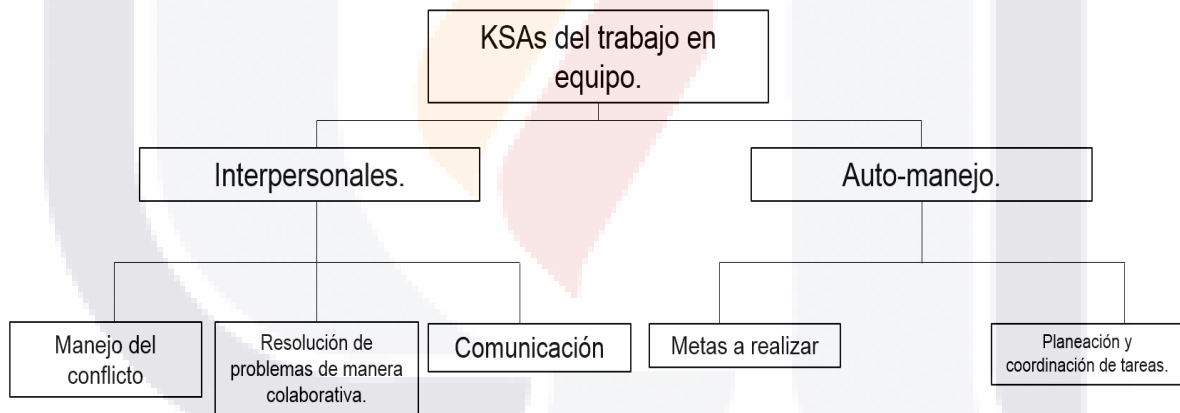 KSAs del trabajo en
equipo.
Interpersonales.
Auto-manejo.
Manejo del
conflicto
Resolución de
problemas de manera
colaborativa.
Comunicación
Metas a realizar
Planeación y
coordinación de tareas.